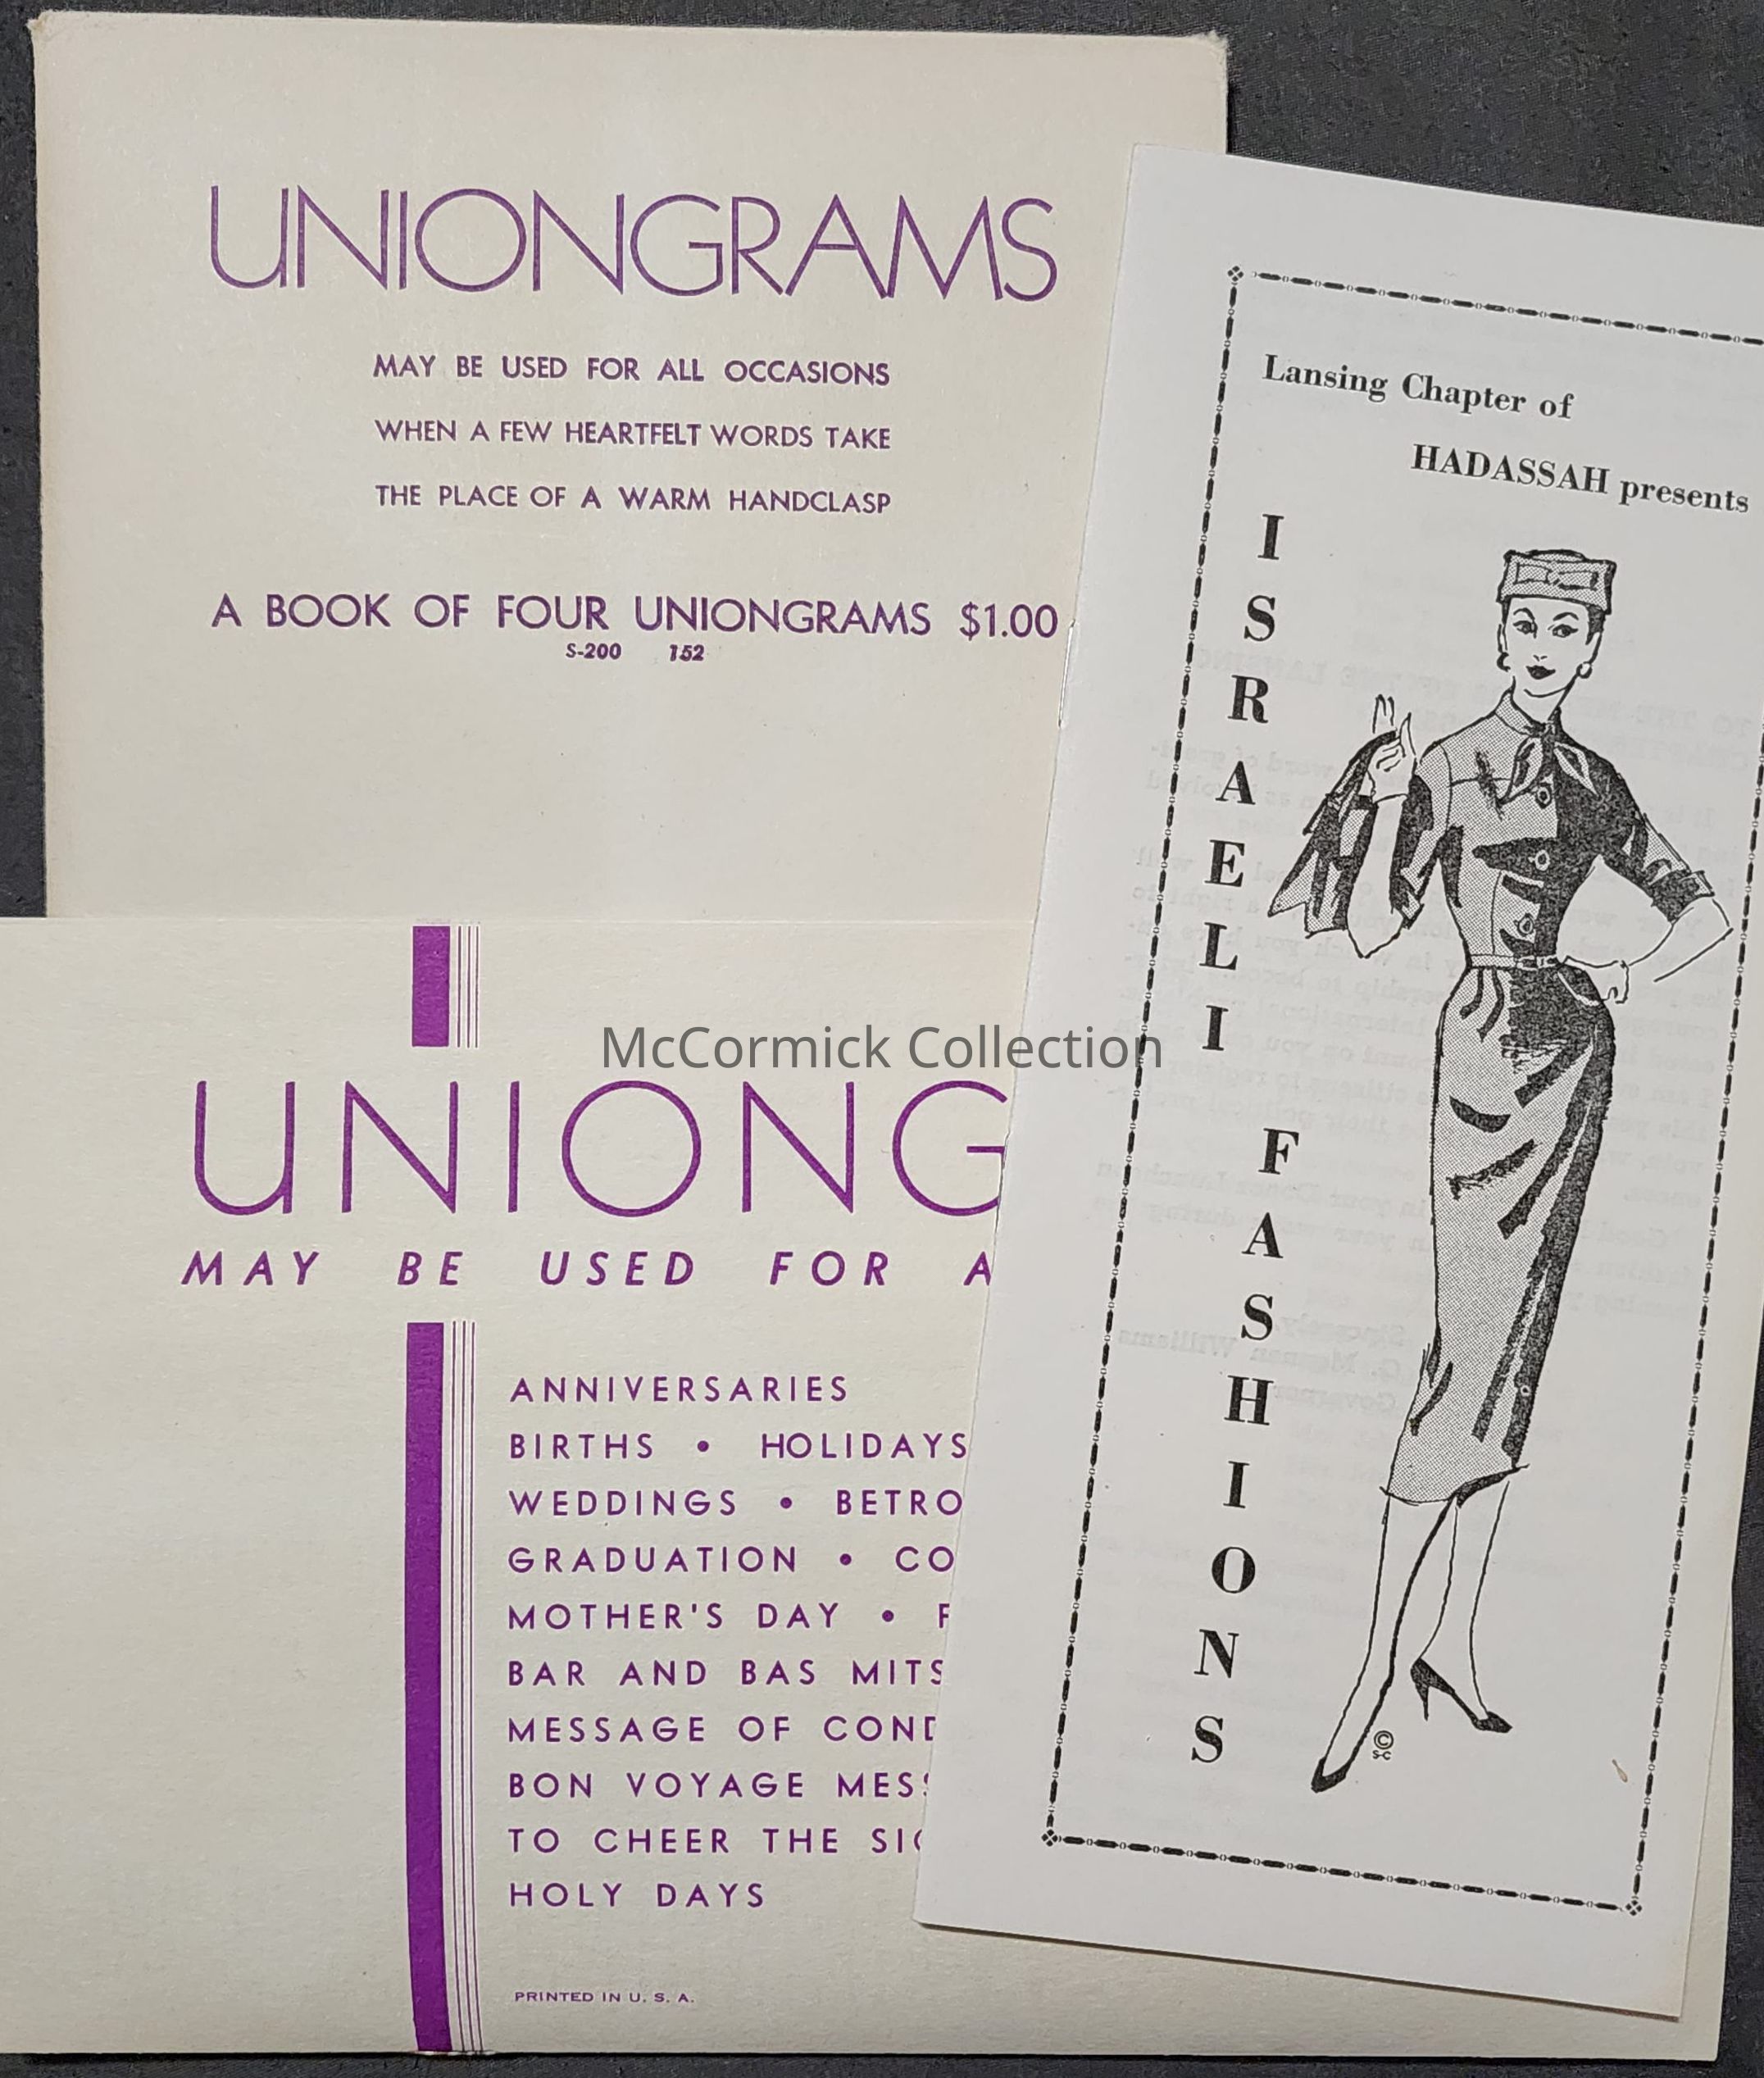 UNIONGRAMS
MAY BE USED FOR ALL OCCASIONS
WHEN A FEW HEARTFELT WORDS TAKE
THE PLACE OF A WARM HANDCLASP
A BOOK OF FOUR UNIONGRAMS $1.00
S-200 152
UNIONG
MAY BE USED FOR A
ANNIVERSARIES
BIRTHS • HOLIDAYS
WEDDINGS • BETRO
GRADUATION • CO
MOTHER'S DAY • F
BAR AND BAS MITS
MESSAGE OF COND
BON VOYAGE MESS
TO CHEER THE SIC
HOLY DAYS
PRINTED IN U. S. A.
Lansing Chapter of
HADASSAH presents
ISRAELI
FASHIONS
© S-C
McCormick Collection